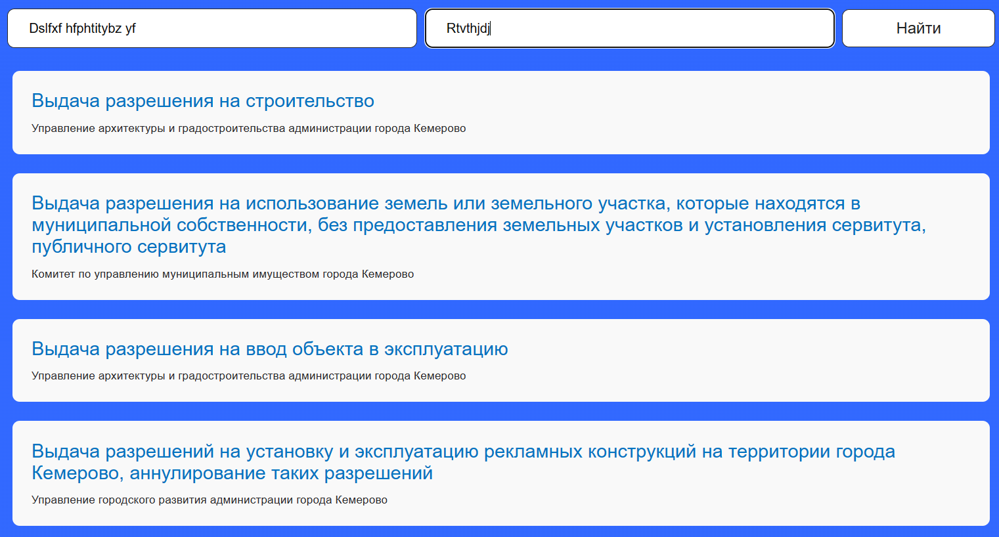 Dslfxf hfphtitybz yf
Rtvthjdj
Найти
Выдача разрешения на строительство
Управление архитектуры и градостроительства администрации города Кемерово
Выдача разрешения на использование земель или земельного участка, которые находятся в
муниципальной собственности, без предоставления земельных участков и установления сервитута,
публичного сервитута
Комитет по управлению муниципальным имуществом города Кемерово
Выдача разрешения на ввод объекта в эксплуатацию
Управление архитектуры и градостроительства администрации города Кемерово
Выдача разрешений на установку и эксплуатацию рекламных конструкций на территории города
Кемерово, аннулирование таких разрешений
Управление городского развития администрации города Кемерово